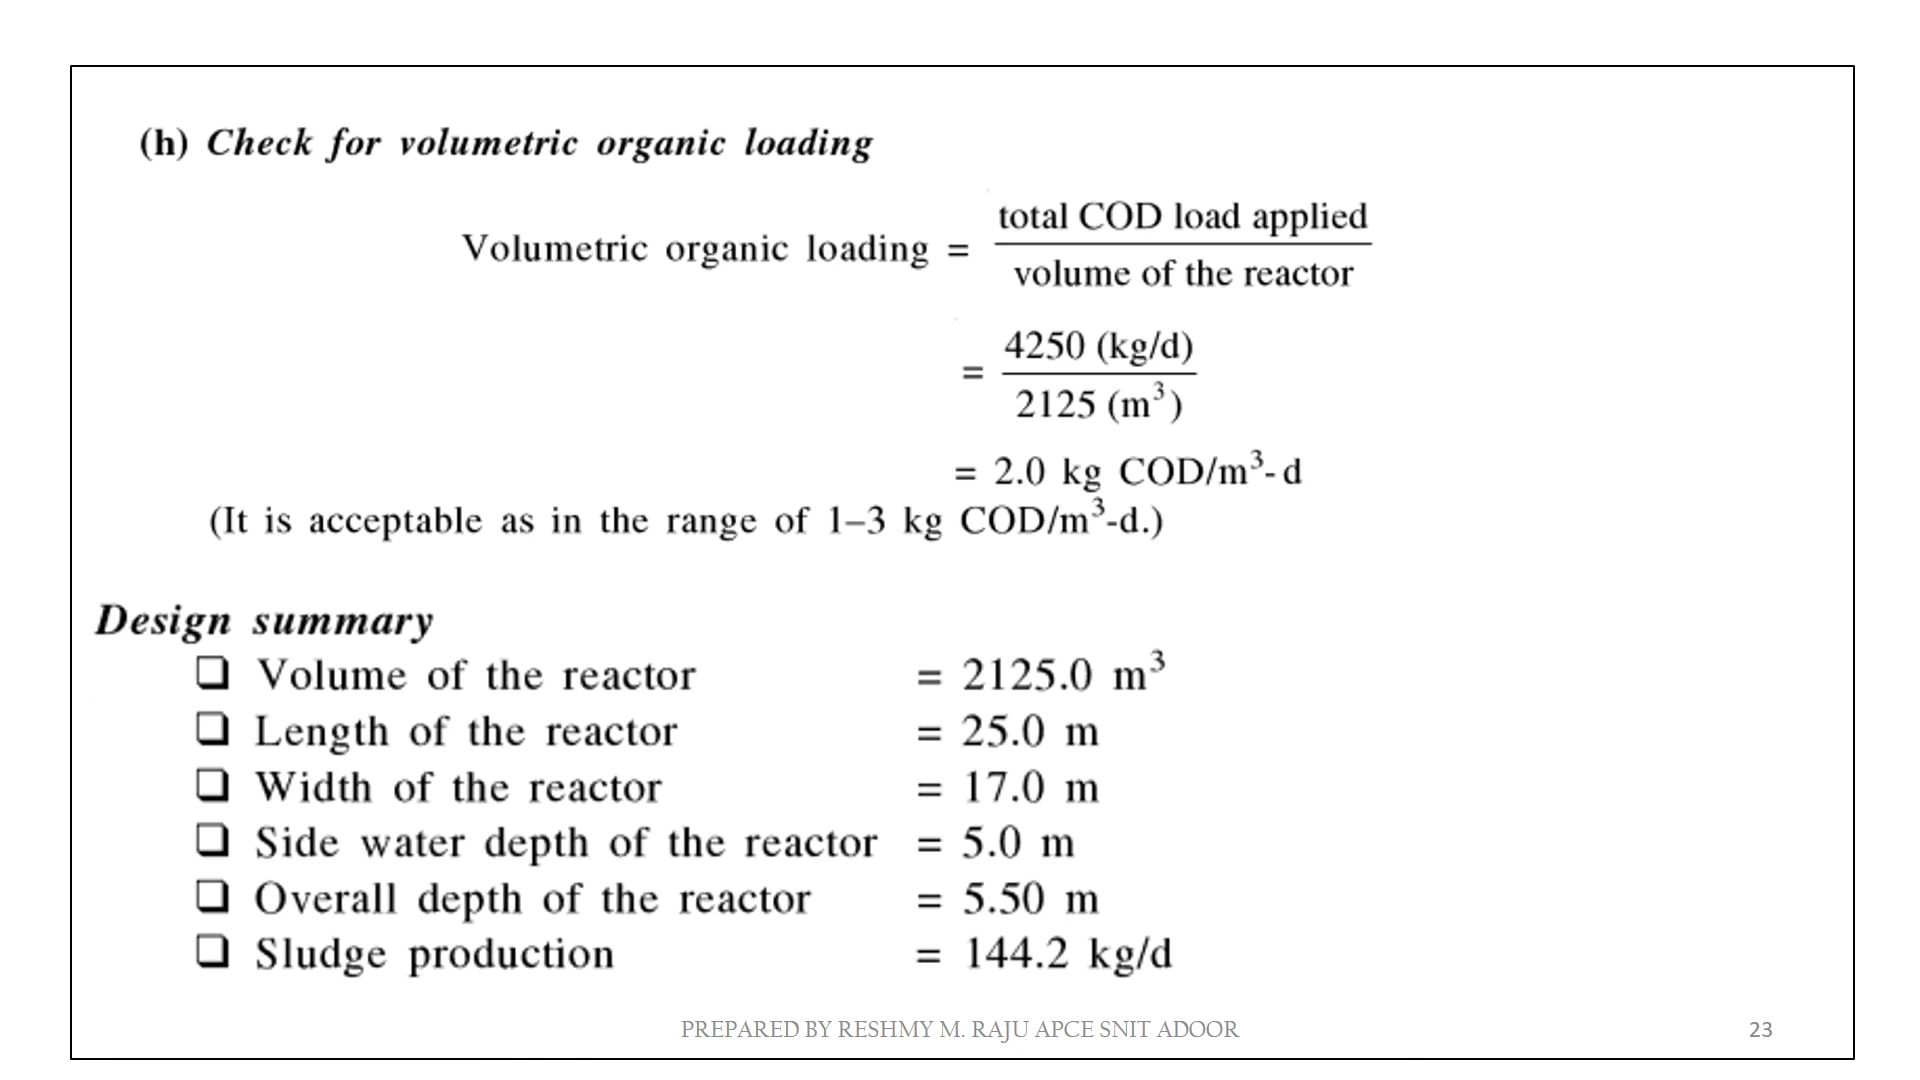 (h) Check for volumetric organic loading
Volumetric organic loading = total COD load applied / volume of the reactor
= 4250 (kg/d) / 2125 (m³)
= 2.0 kg COD/m³-d
(It is acceptable as in the range of 1–3 kg COD/m³-d.)
Design summary
❑ Volume of the reactor = 2125.0 m³
❑ Length of the reactor = 25.0 m
❑ Width of the reactor = 17.0 m
❑ Side water depth of the reactor = 5.0 m
❑ Overall depth of the reactor = 5.50 m
❑ Sludge production = 144.2 kg/d
PREPARED BY RESHMY M. RAJU APCE SNIT ADOOR
23